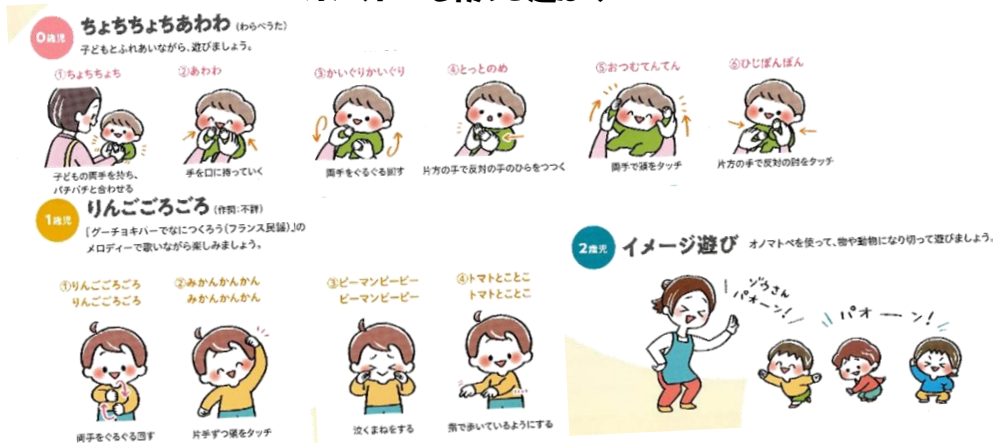 0歳児
ちょちちょちあわわ (わらべうた)
子どもとふれあいながら、遊びましょう。
①ちょちちょち
②あわわ
③かいぐりかいぐり
④とっとのめ
⑤おつむてんてん
⑥ひじぽんぽん
子どもの両手を持ち、
パチパチと合わせる
手を口に持っていく
両手をぐるぐる回す
片方の手で反対の手のひらをつつく
両手で頭をタッチ
片方の手で反対の肘をタッチ
1歳児
りんごごろごろ (作詞:不詳)
「グーチョキパーでなにつくろう(フランス民謡)」の
メロディーで歌いながら楽しみましょう。
①りんごごろごろ
りんごごろごろ
②みかんかんかん
みかんかんかん
③ピーマンピーピー
ピーマンピーピー
④トマトとことこ
トマトとことこ
両手をぐるぐる回す
片手ずつ頭をタッチ
泣くまねをする
指で歩いているようにする
2歳児
イメージ遊び オノマトペを使って、物や動物になり切って遊びましょう。
ゾウさん
パオーン!
パオーン!